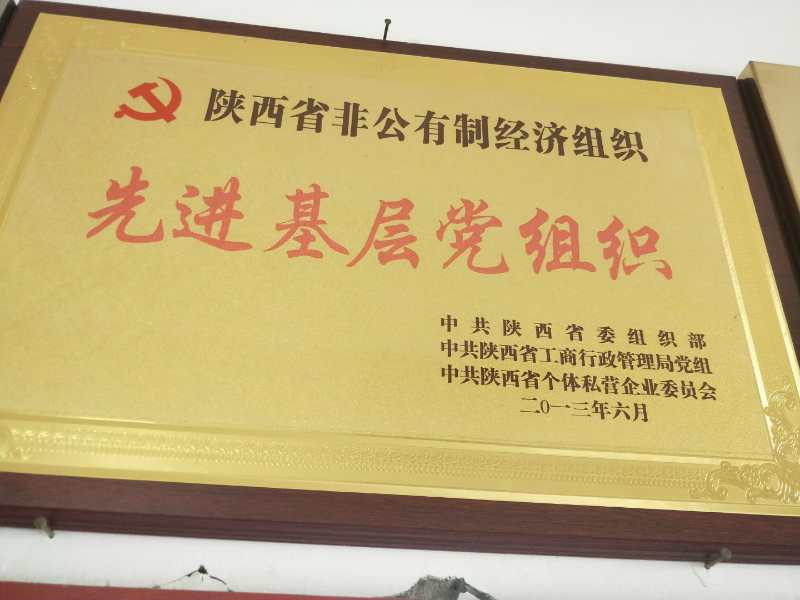 陕西省非公有制经济组织
先进基层党组织
中共陕西省委组织部
中共陕西省工商行政管理局党组
中共陕西省个体私营企业委员会
二〇一三年六月